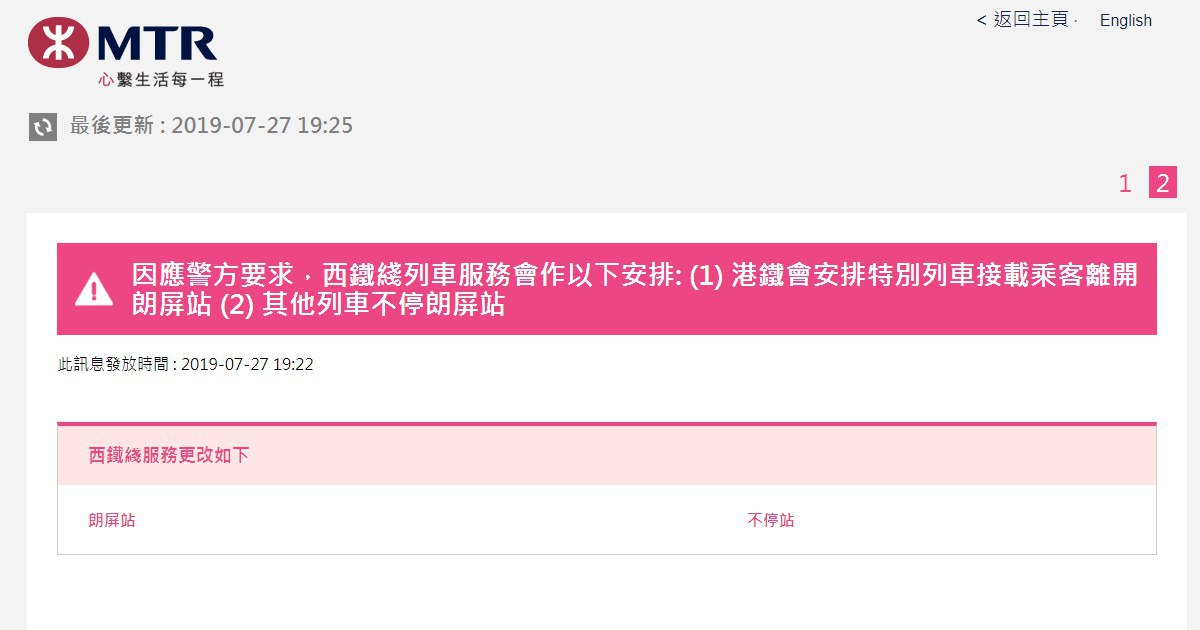 < 返回主頁 · English
MTR
心繫生活每一程
最後更新 : 2019-07-27 19:25
1 2
因應警方要求，西鐵綫列車服務會作以下安排: (1) 港鐵會安排特別列車接載乘客離開
朗屏站 (2) 其他列車不停朗屏站
此訊息發放時間 : 2019-07-27 19:22
西鐵綫服務更改如下
朗屏站 不停站